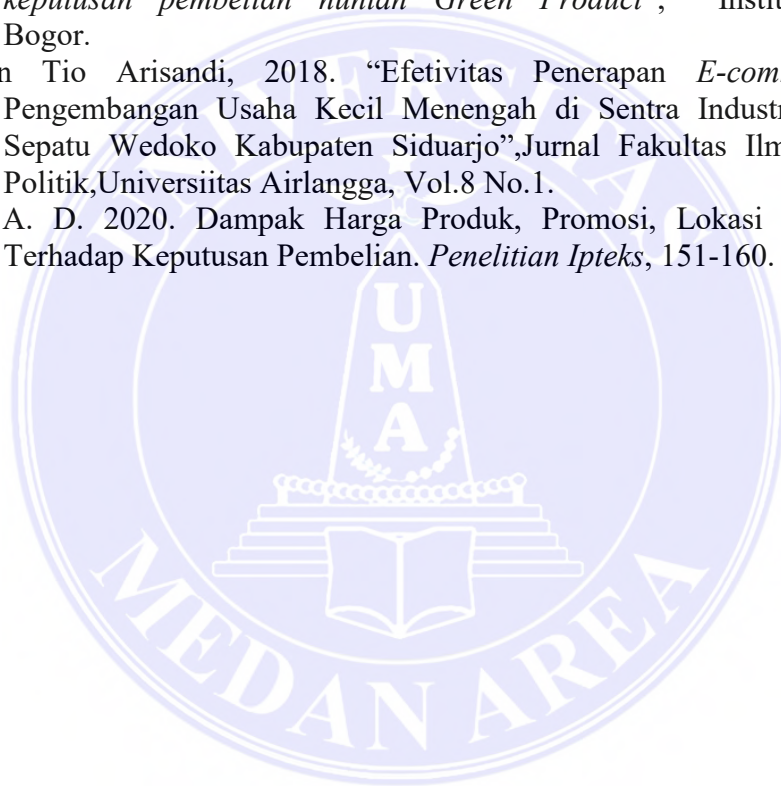 keputusan pembelian hunian Green Product",
Bogor.
n Tio Arisandi, 2018. "Efetivitas Penerapan E-com
Pengembangan Usaha Kecil Menengah di Sentra Industr
Sepatu Wedoko Kabupaten Siduarjo",Jurnal Fakultas Ilm
Politik,Universiitas Airlangga, Vol.8 No.1.
A. D. 2020. Dampak Harga Produk, Promosi, Lokasi
Terhadap Keputusan Pembelian. Penelitian Ipteks, 151-160.
UNIVERSITAS
U
M
A
MEDAN AREA